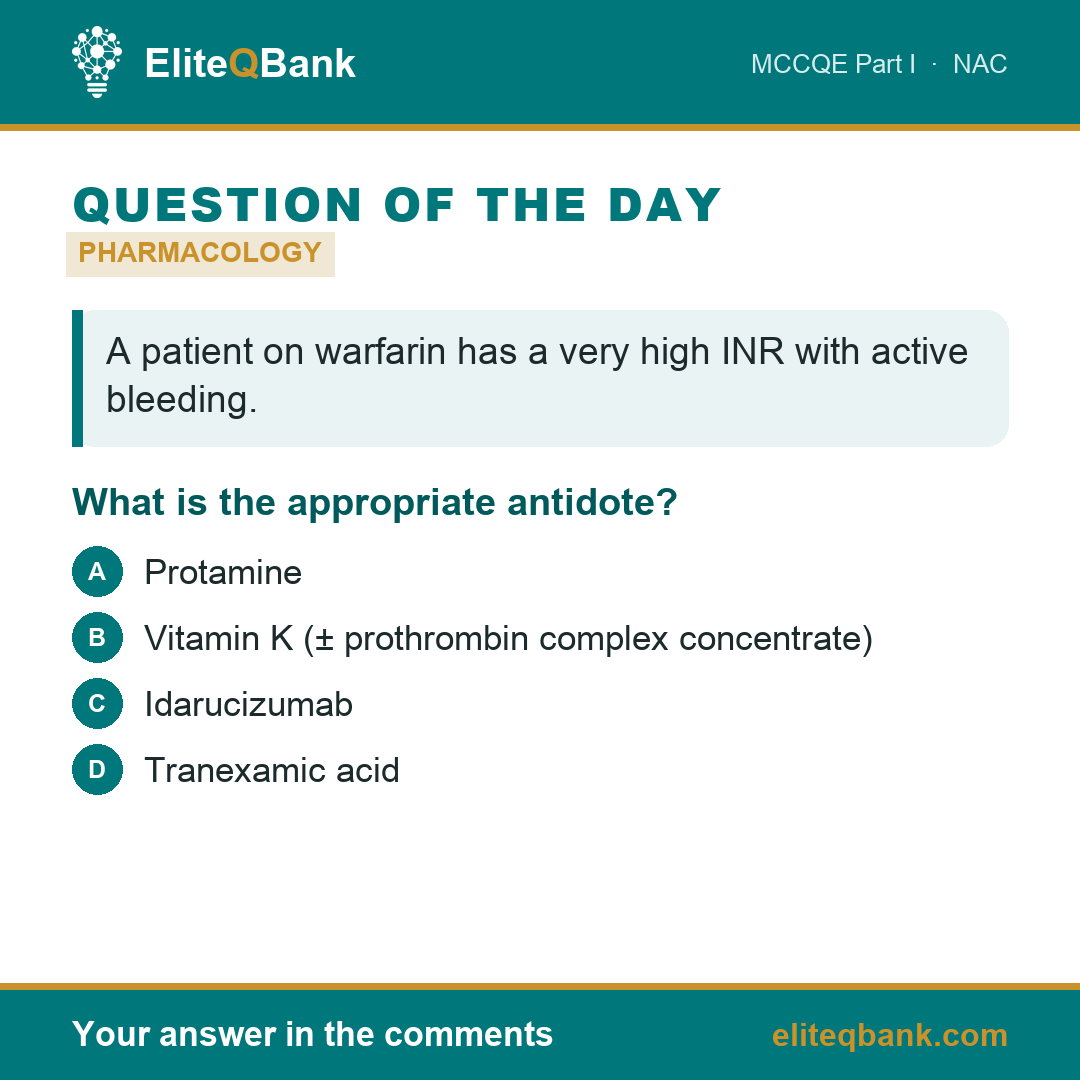 EliteQBank
MCCQE Part I · NAC
QUESTION OF THE DAY
PHARMACOLOGY
A patient on warfarin has a very high INR with active
bleeding.
What is the appropriate antidote?
A Protamine
B Vitamin K (± prothrombin complex concentrate)
C Idarucizumab
D Tranexamic acid
Your answer in the comments
eliteqbank.com